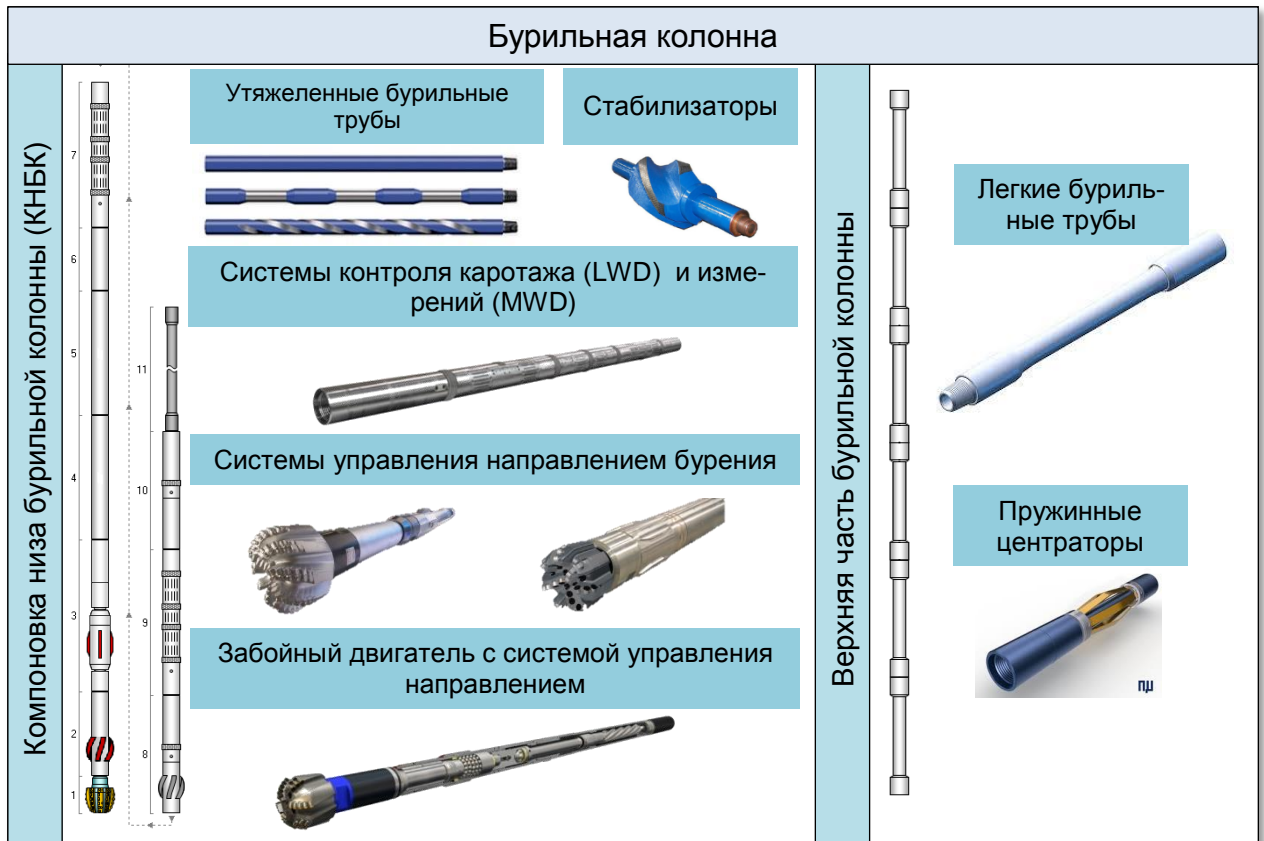 Бурильная колонна
Компоновка низа бурильной колонны (КНБК)
7
6
5
4
3
2
1
11
10
9
8
Утяжеленные бурильные
трубы
Стабилизаторы
Системы контроля каротажа (LWD) и изме-
рений (MWD)
Системы управления направлением бурения
Забойный двигатель с системой управления
направлением
Верхняя часть бурильной колонны
Легкие буриль-
ные трубы
Пружинные
центраторы